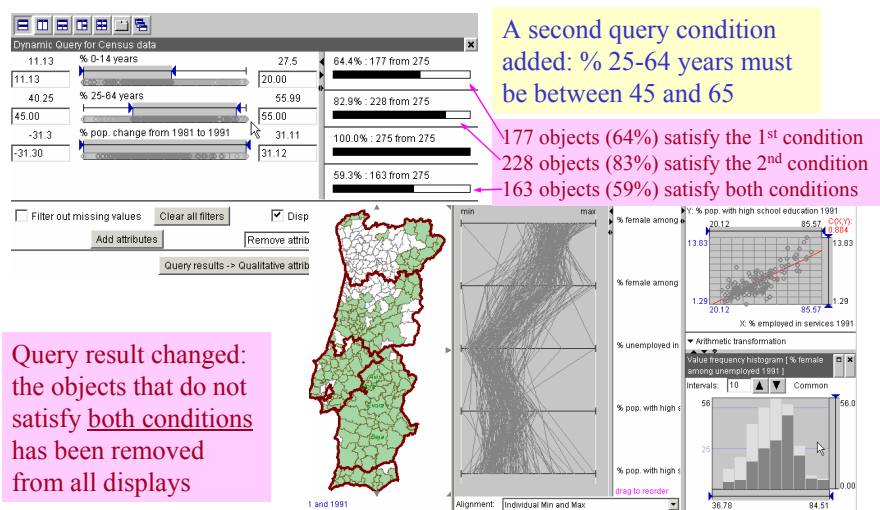 Dynamic Query for Census data
11.13 % 0-14 years 27.5
11.13 20.00
40.25 % 25-64 years 55.99
45.00 55.00
-31.3 % pop. change from 1981 to 1991 31.11
-31.30 31.12
64.4% : 177 from 275
82.9% : 228 from 275
100.0% : 275 from 275
59.3% : 163 from 275
A second query condition
added: % 25-64 years must
be between 45 and 65
177 objects (64%) satisfy the 1st condition
228 objects (83%) satisfy the 2nd condition
163 objects (59%) satisfy both conditions
Filter out missing values Clear all filters Disp
Add attributes Remove attrib
Query results -> Qualitative attrib
Query result changed:
the objects that do not
satisfy both conditions
has been removed
from all displays
Evora
Beja
1 and 1991
min max
% female among
% female among
% unemployed in
% pop. with high s
% pop. with high s
drag to reorder
Alignment: Individual Min and Max
Y: % pop. with high school education 1991
20.12 85.57 C(X,Y):
0.804
13.83 13.83
1.29 1.29
20.12 85.57
X: % employed in services 1991
Arithmetic transformation
Value frequency histogram [ % female
among unemployed 1991 ]
Intervals: 10 Common
56 56.0
25
0.00
36.78 84.51